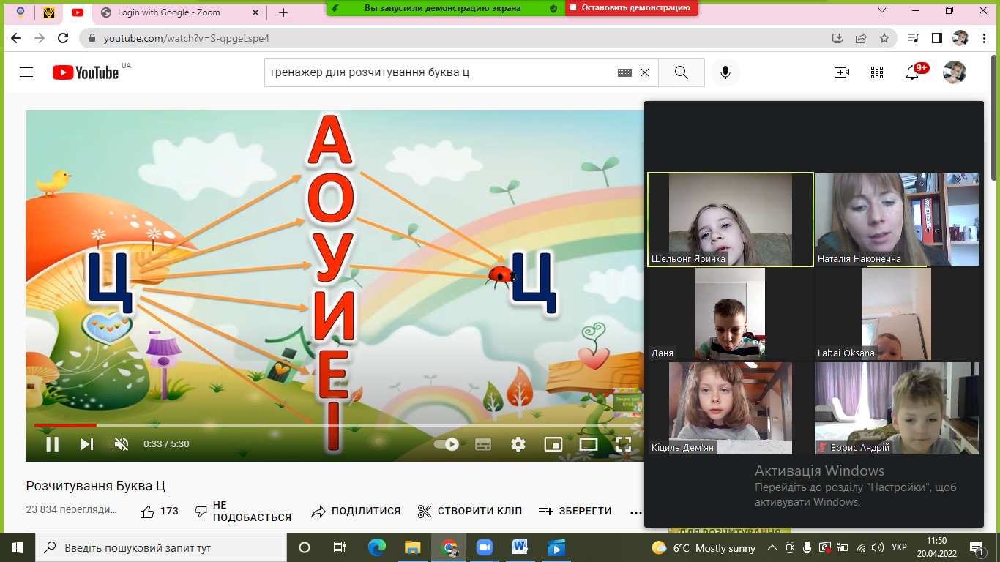 Login with Google - Zoom
Вы запустили демонстрацию экрана
Остановить демонстрацию
youtube.com/watch?v=S-qpgeLspe4
YouTube UA
тренажер для розчитування буква ц
9+
А
О
У
И
Е
І
Ц
Ц
0:33 / 5:30
Шельонг Яринка
Наталія Наконечна
Даня
Labai Oksana
Кіцила Дем'ян
Борис Андрій
Розчитування Буква Ц
23 834 перегляди...
173
НЕ ПОДОБАЄТЬСЯ
ПОДІЛИТИСЯ
СТВОРИТИ КЛІП
ЗБЕРЕГТИ
Активація Windows
Перейдіть до розділу "Настройки", щоб
активувати Windows.
ДЛЯ РОЗЧИТУВАННЯ
Введіть пошуковий запит тут
6°C Mostly sunny
УКР
11:50
20.04.2022
1